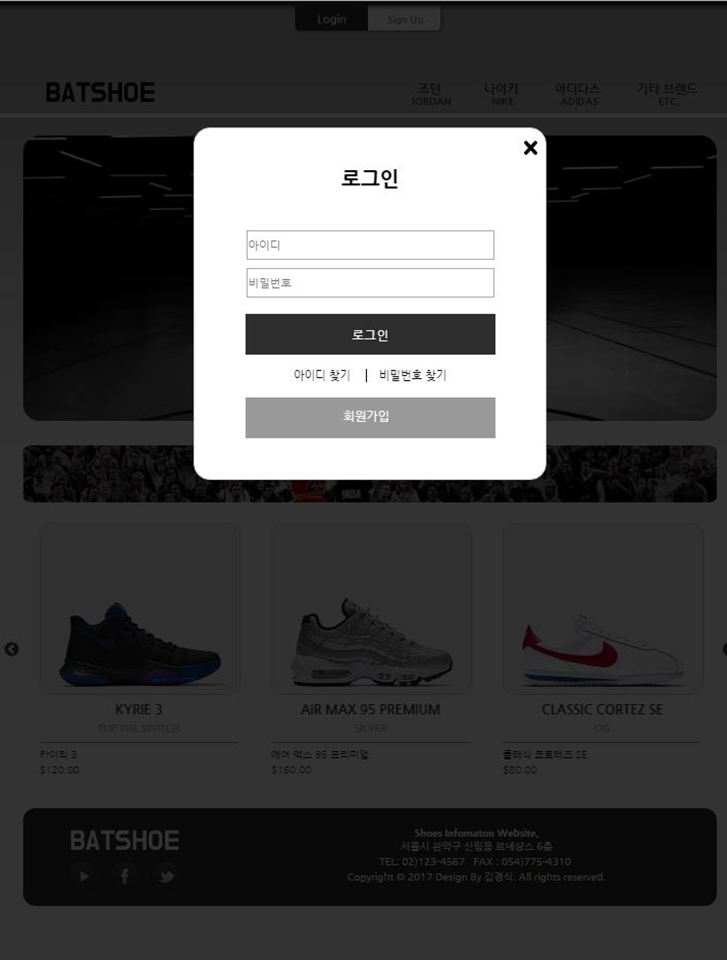 Login
Sign Up
BATSHOE
조던
JORDAN
나이키
NIKE
아디다스
ADIDAS
기타 브랜드
ETC.
로그인
아이디
비밀번호
로그인
아이디 찾기 | 비밀번호 찾기
회원가입
KYRIE 3
FLIP THE SWITCH
카이리 3
$120.00
AIR MAX 95 PREMIUM
SILVER
에어 맥스 95 프리미엄
$160.00
CLASSIC CORTEZ SE
OG
클래식 코르테즈 SE
$80.00
BATSHOE
Shoes Infomaton Website.
서울시 관악구 신림동 르네상스 6층
TEL: 02)123-4567 FAX : 054)775-4310
Copyright © 2017 Design By 김경식. All rights reserved.